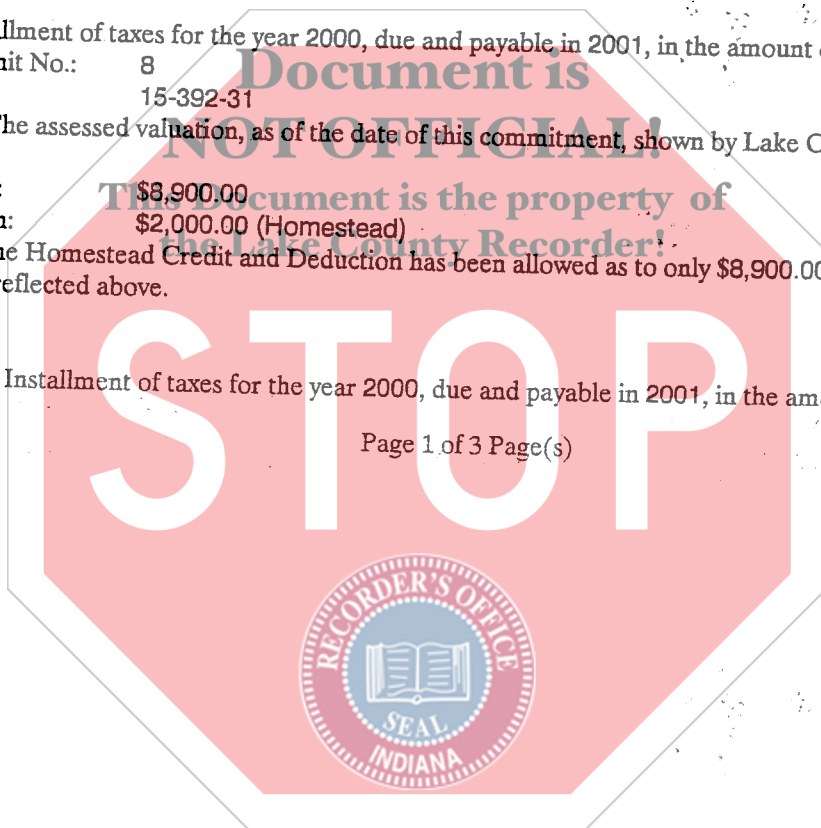 llment of taxes for the year 2000, due and payable in 2001, in the amount
nit No.: 8
15-392-31
he assessed valuation, as of the date of this commitment, shown by Lake C
: $8,900.00
n: $2,000.00 (Homestead)
e Homestead Credit and Deduction has been allowed as to only $8,900.00
eflected above.
Installment of taxes for the year 2000, due and payable in 2001, in the am
Page 1 of 3 Page(s)
Document is
NOT OFFICIAL!
This Document is the property of
the Lake County Recorder!
STOP
RECORDER'S OFFICE
SEAL
INDIANA